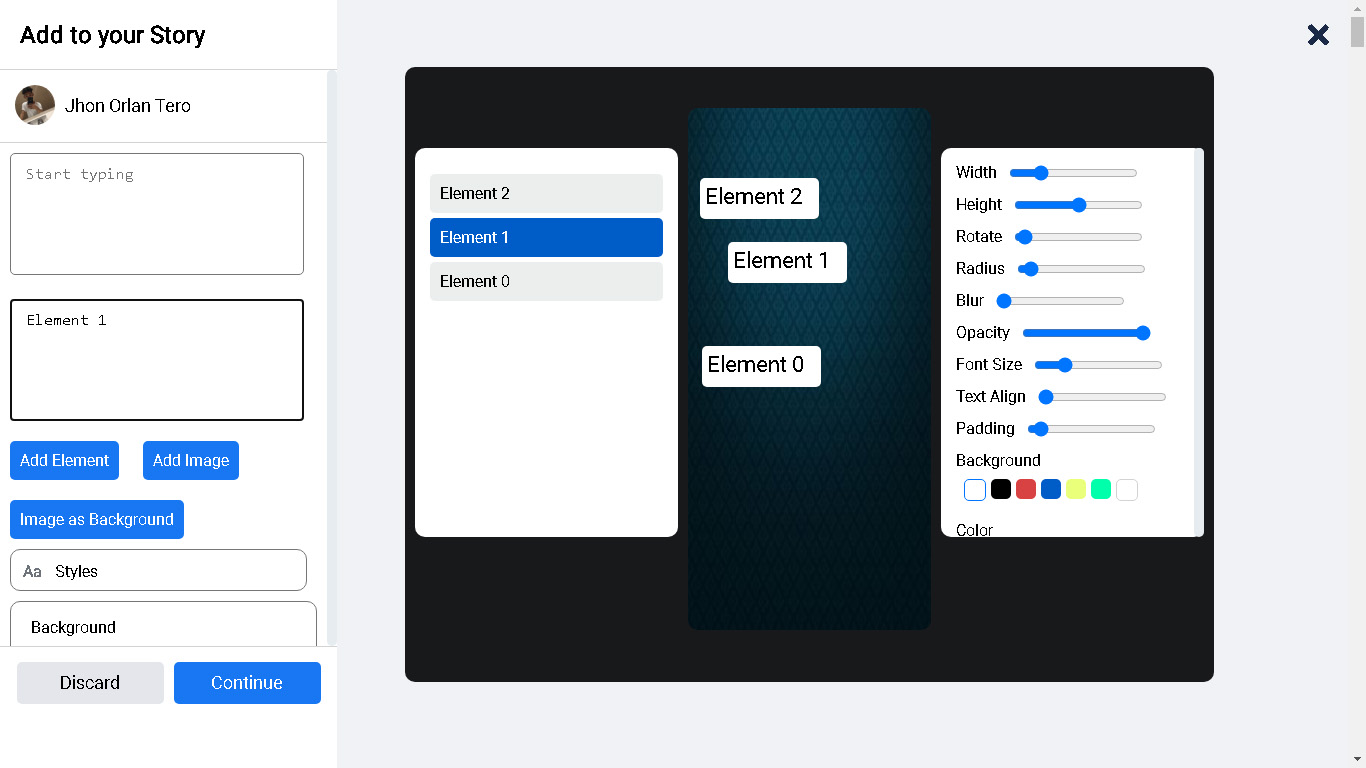 Add to your Story
Jhon Orlan Tero
Start typing
Element 1
Add Element
Add Image
Image as Background
Aa Styles
Background
Discard
Continue
Element 2
Element 1
Element 0
Element 2
Element 1
Element 0
Width
Height
Rotate
Radius
Blur
Opacity
Font Size
Text Align
Padding
Background
Color